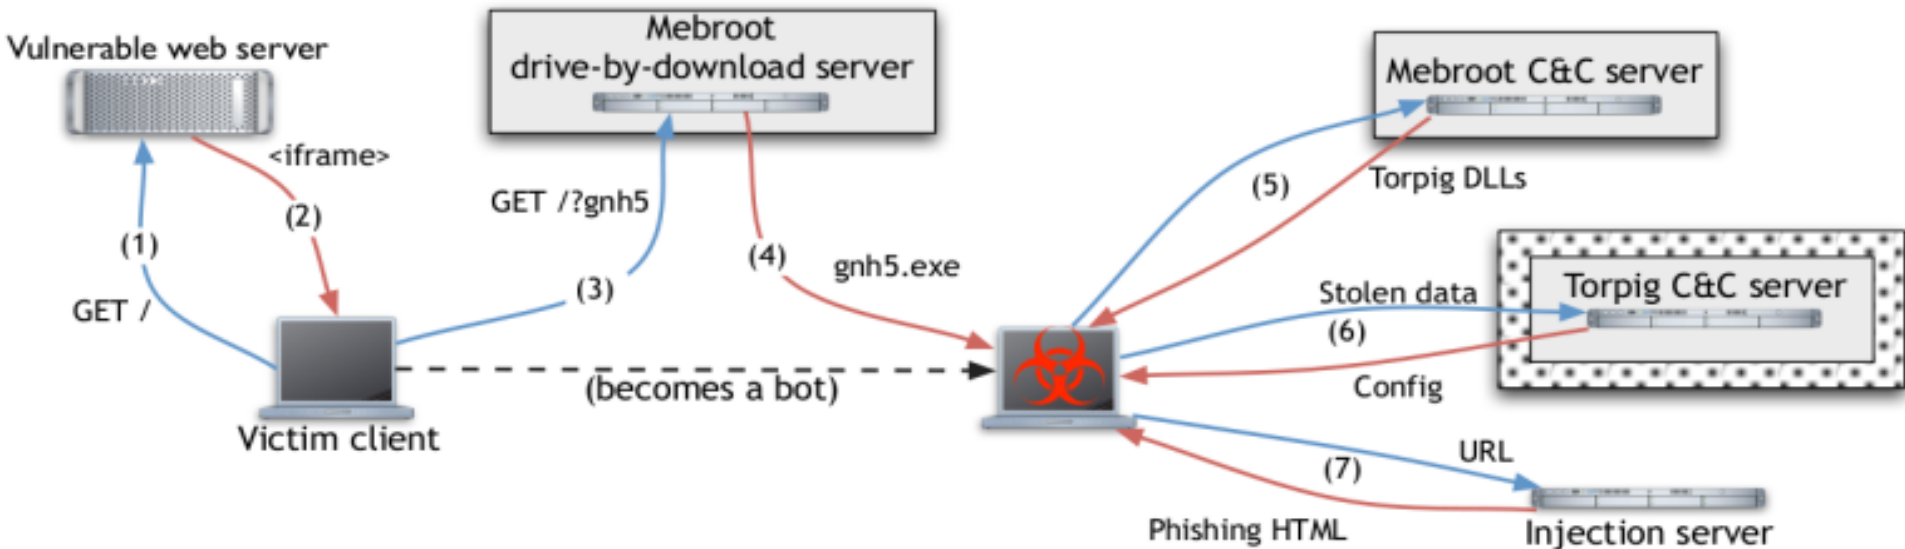 Vulnerable web server
<iframe>
(2)
(1)
GET /
Victim client
Mebroot
drive-by-download server
GET /?gnh5
(3)
(4)
gnh5.exe
(becomes a bot)
Mebroot C&C server
(5)
Torpig DLLs
Torpig C&C server
Stolen data
(6)
Config
URL
(7)
Phishing HTML
Injection server